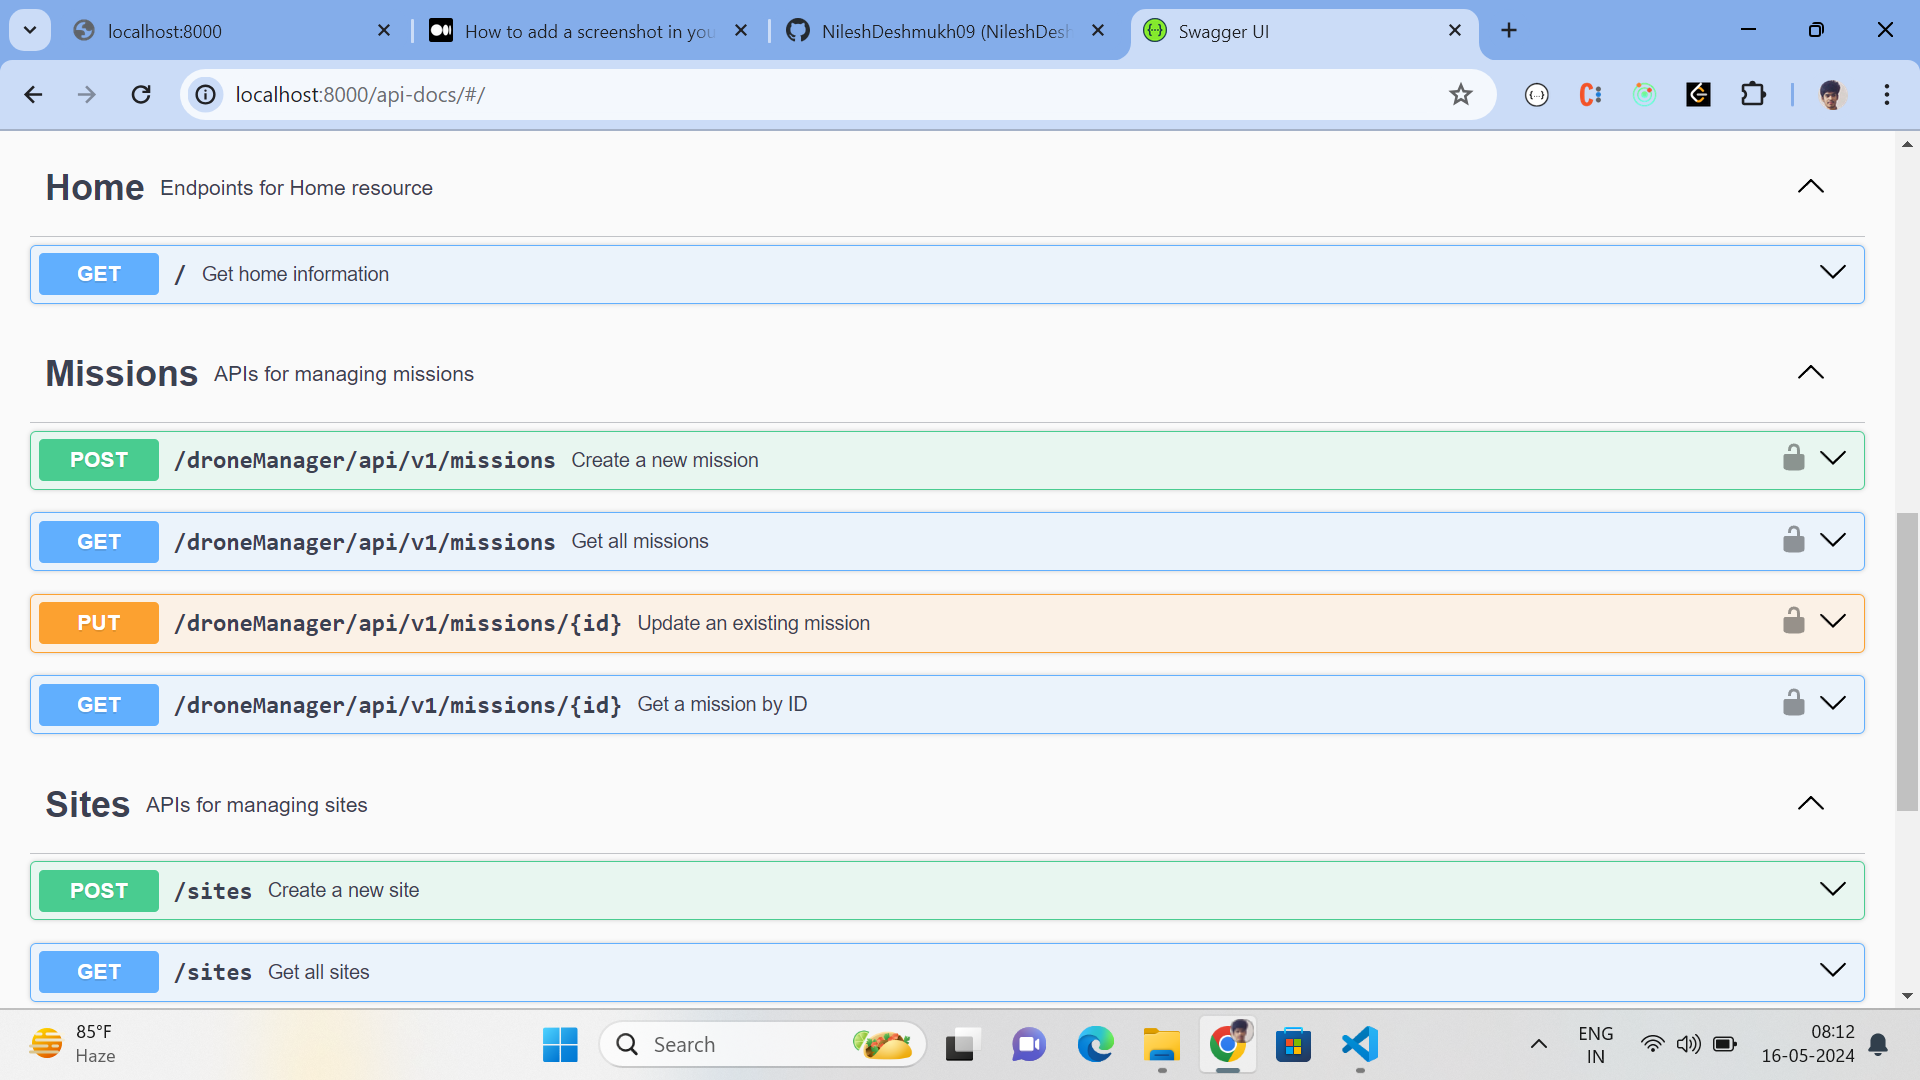 localhost:8000
How to add a screenshot in you
NileshDeshmukh09 (NileshDesh
Swagger UI
localhost:8000/api-docs/#/
Home Endpoints for Home resource
GET / Get home information
Missions APIs for managing missions
POST /droneManager/api/v1/missions Create a new mission
GET /droneManager/api/v1/missions Get all missions
PUT /droneManager/api/v1/missions/{id} Update an existing mission
GET /droneManager/api/v1/missions/{id} Get a mission by ID
Sites APIs for managing sites
POST /sites Create a new site
GET /sites Get all sites
85°F
Haze
Search
ENG
IN
08:12
16-05-2024